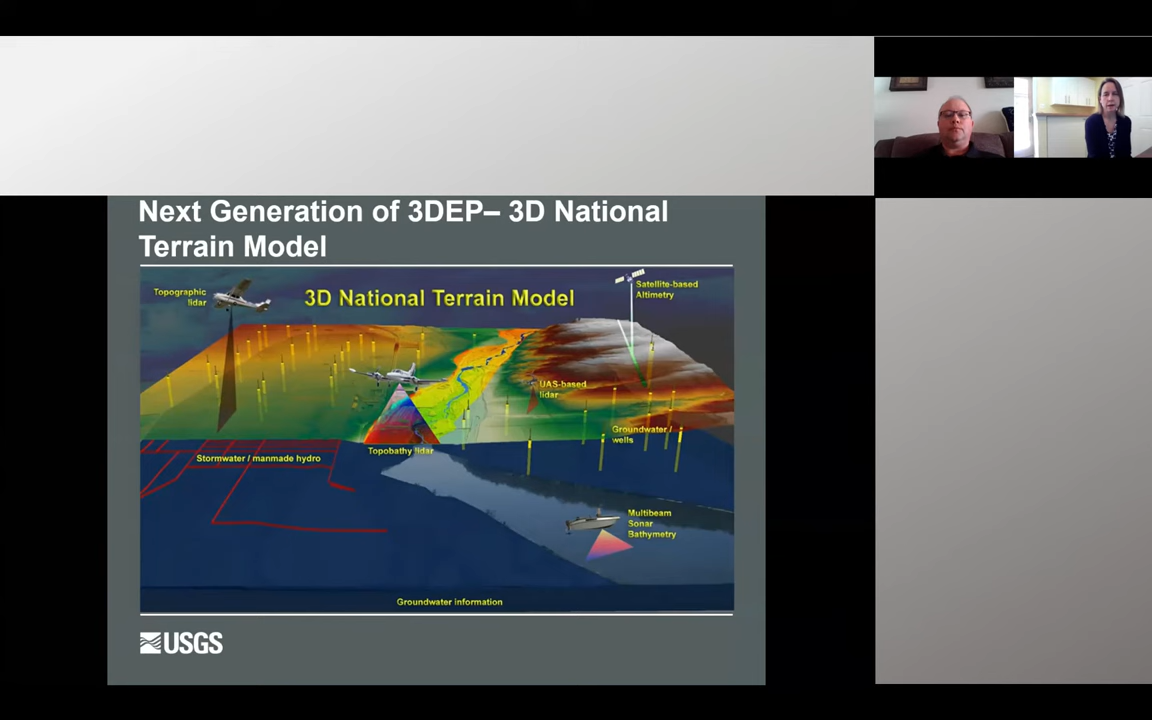 Next Generation of 3DEP– 3D National
Terrain Model
Topographic
lidar
3D National Terrain Model
Satellite-based
Altimetry
UAS-based
lidar
Groundwater /
wells
Topobathy lidar
Stormwater / manmade hydro
Multibeam
Sonar
Bathymetry
Groundwater information
USGS